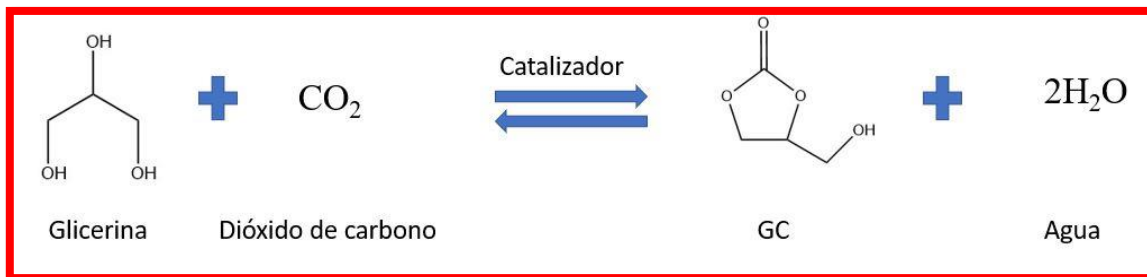 OH
OH
OH
CO₂
Catalizador
O
O
O
OH
2H₂O
Glicerina
Dióxido de carbono
GC
Agua